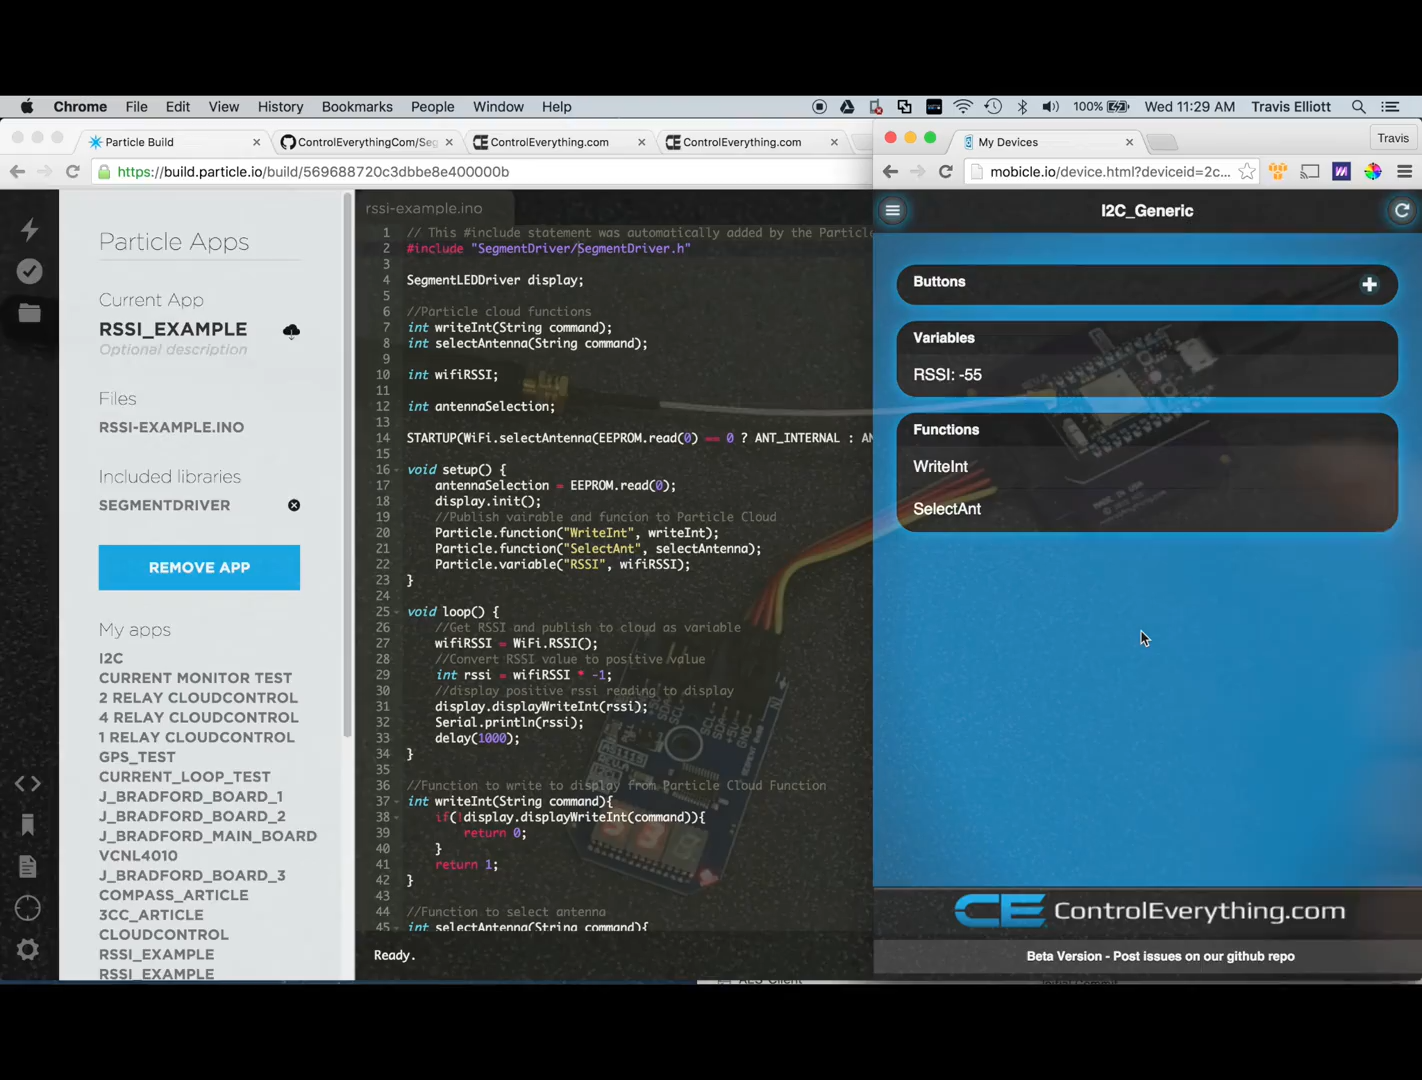 Chrome File Edit View History Bookmarks People Window Help 100% Wed 11:29 AM Travis Elliott
Particle Build
ControlEverythingCom/Seg
ControlEverything.com
ControlEverything.com
https://build.particle.io/build/569688720c3dbbe8e400000b
Particle Apps
Current App
RSSI_EXAMPLE
Optional description
Files
RSSI-EXAMPLE.INO
Included libraries
SEGMENTDRIVER
REMOVE APP
My apps
I2C
CURRENT MONITOR TEST
2 RELAY CLOUDCONTROL
4 RELAY CLOUDCONTROL
1 RELAY CLOUDCONTROL
GPS_TEST
CURRENT_LOOP_TEST
J_BRADFORD_BOARD_1
J_BRADFORD_BOARD_2
J_BRADFORD_MAIN_BOARD
VCNL4010
J_BRADFORD_BOARD_3
COMPASS_ARTICLE
3CC_ARTICLE
CLOUDCONTROL
RSSI_EXAMPLE
RSSI_EXAMPLE
rssi-example.ino
1 // This #include statement was automatically added by the Particle
2 #include "SegmentDriver/SegmentDriver.h"
3
4 SegmentLEDDriver display;
5
6 //Particle cloud functions
7 int writeInt(String command);
8 int selectAntenna(String command);
9
10 int wifiRSSI;
11
12 int antennaSelection;
13
14 STARTUP(WiFi.selectAntenna(EEPROM.read(0) == 0 ? ANT_INTERNAL : AN
15
16 void setup() {
17 antennaSelection = EEPROM.read(0);
18 display.init();
19 //Publish vairable and funcion to Particle Cloud
20 Particle.function("WriteInt", writeInt);
21 Particle.function("SelectAnt", selectAntenna);
22 Particle.variable("RSSI", wifiRSSI);
23 }
24
25 void loop() {
26 //Get RSSI and publish to cloud as variable
27 wifiRSSI = WiFi.RSSI();
28 //Convert RSSI value to positive value
29 int rssi = wifiRSSI * -1;
30 //display positive rssi reading to display
31 display.displayWriteInt(rssi);
32 Serial.println(rssi);
33 delay(1000);
34 }
35
36 //Function to write to display from Particle Cloud Function
37 int writeInt(String command){
38 if(!display.displayWriteInt(command)){
39 return 0;
40 }
41 return 1;
42 }
43
44 //Function to select antenna
45 int selectAntenna(String command){
Ready.
My Devices
Travis
mobicle.io/device.html?deviceid=2c...
I2C_Generic
Buttons
Variables
RSSI: -55
Functions
WriteInt
SelectAnt
CE ControlEverything.com
Beta Version - Post issues on our github repo